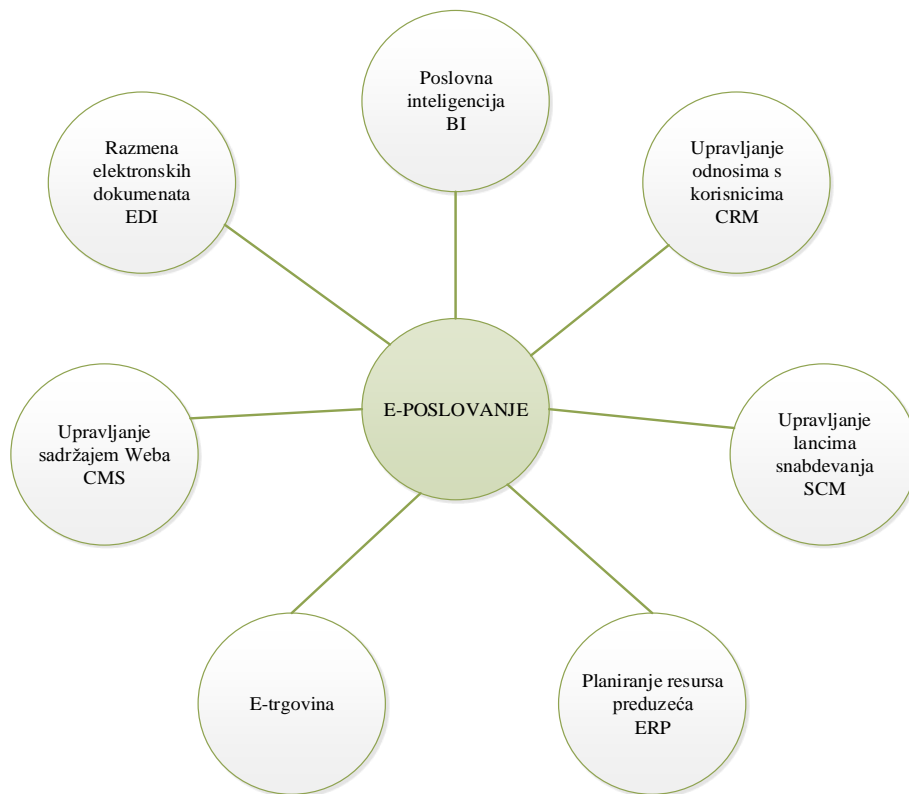 Poslovna
inteligencija
BI
Razmena
elektronskih
dokumenata
EDI
Upravljanje
odnosima s
korisnicima
CRM
E-POSLOVANJE
Upravljanje
sadržajem Weba
CMS
Upravljanje
lancima
snabdevanja
SCM
E-trgovina
Planiranje resursa
preduzeća
ERP